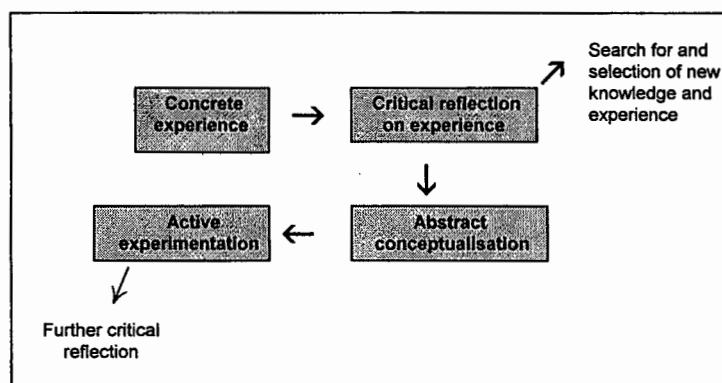 Search for and
selection of new
knowledge and
experience
Concrete
experience
Critical reflection
on experience
Active
experimentation
Abstract
conceptualisation
Further critical
reflection